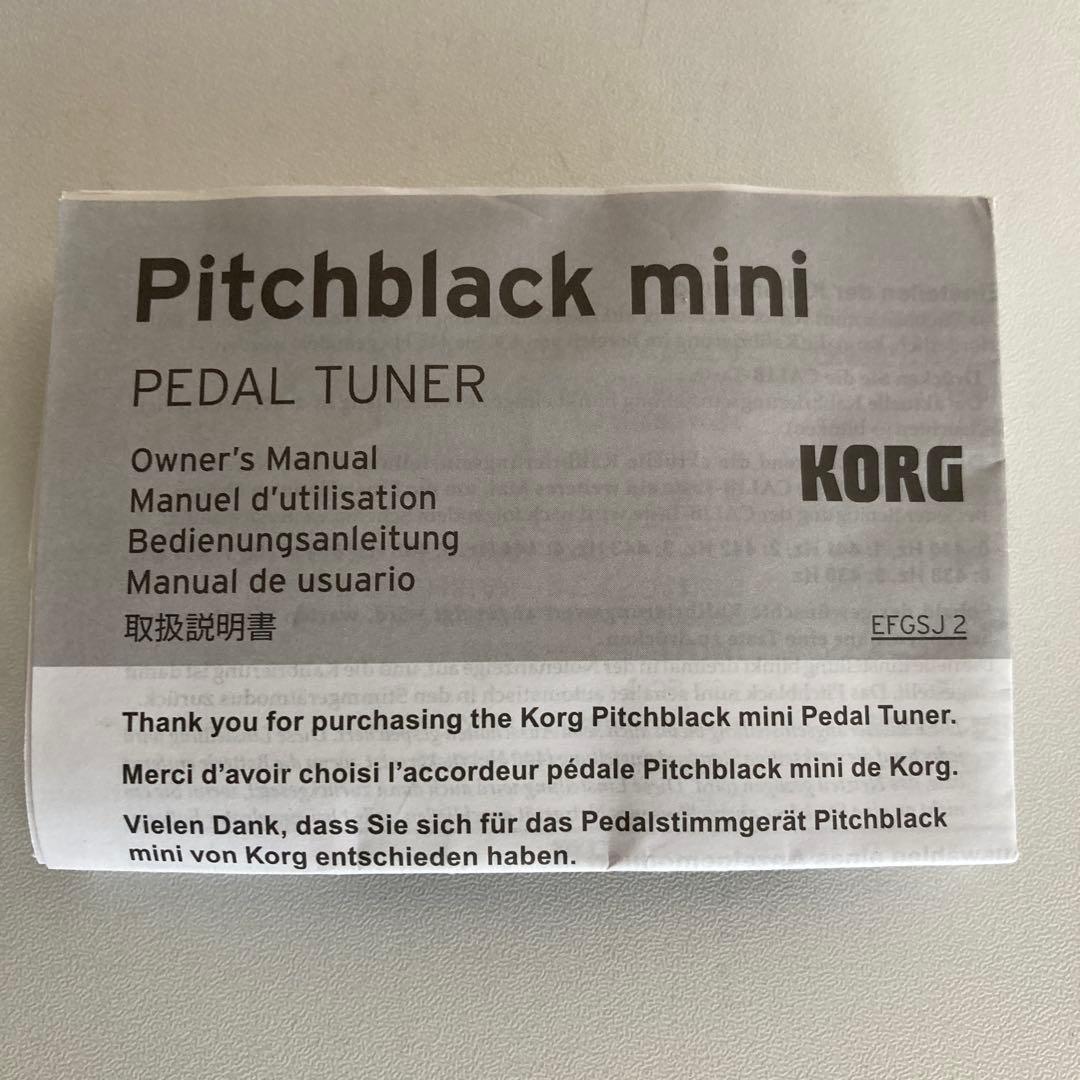 Pitchblack mini
PEDAL TUNER
Owner's Manual
Manuel d'utilisation
Bedienungsanleitung
Manual de usuario
取扱説明書
KORG
EFGSJ 2
Thank you for purchasing the Korg Pitchblack mini Pedal Tuner.
Merci d'avoir choisi l'accordeur pédale Pitchblack mini de Korg.
Vielen Dank, dass Sie sich für das Pedalstimmgerät Pitchblack
mini von Korg entschieden haben.